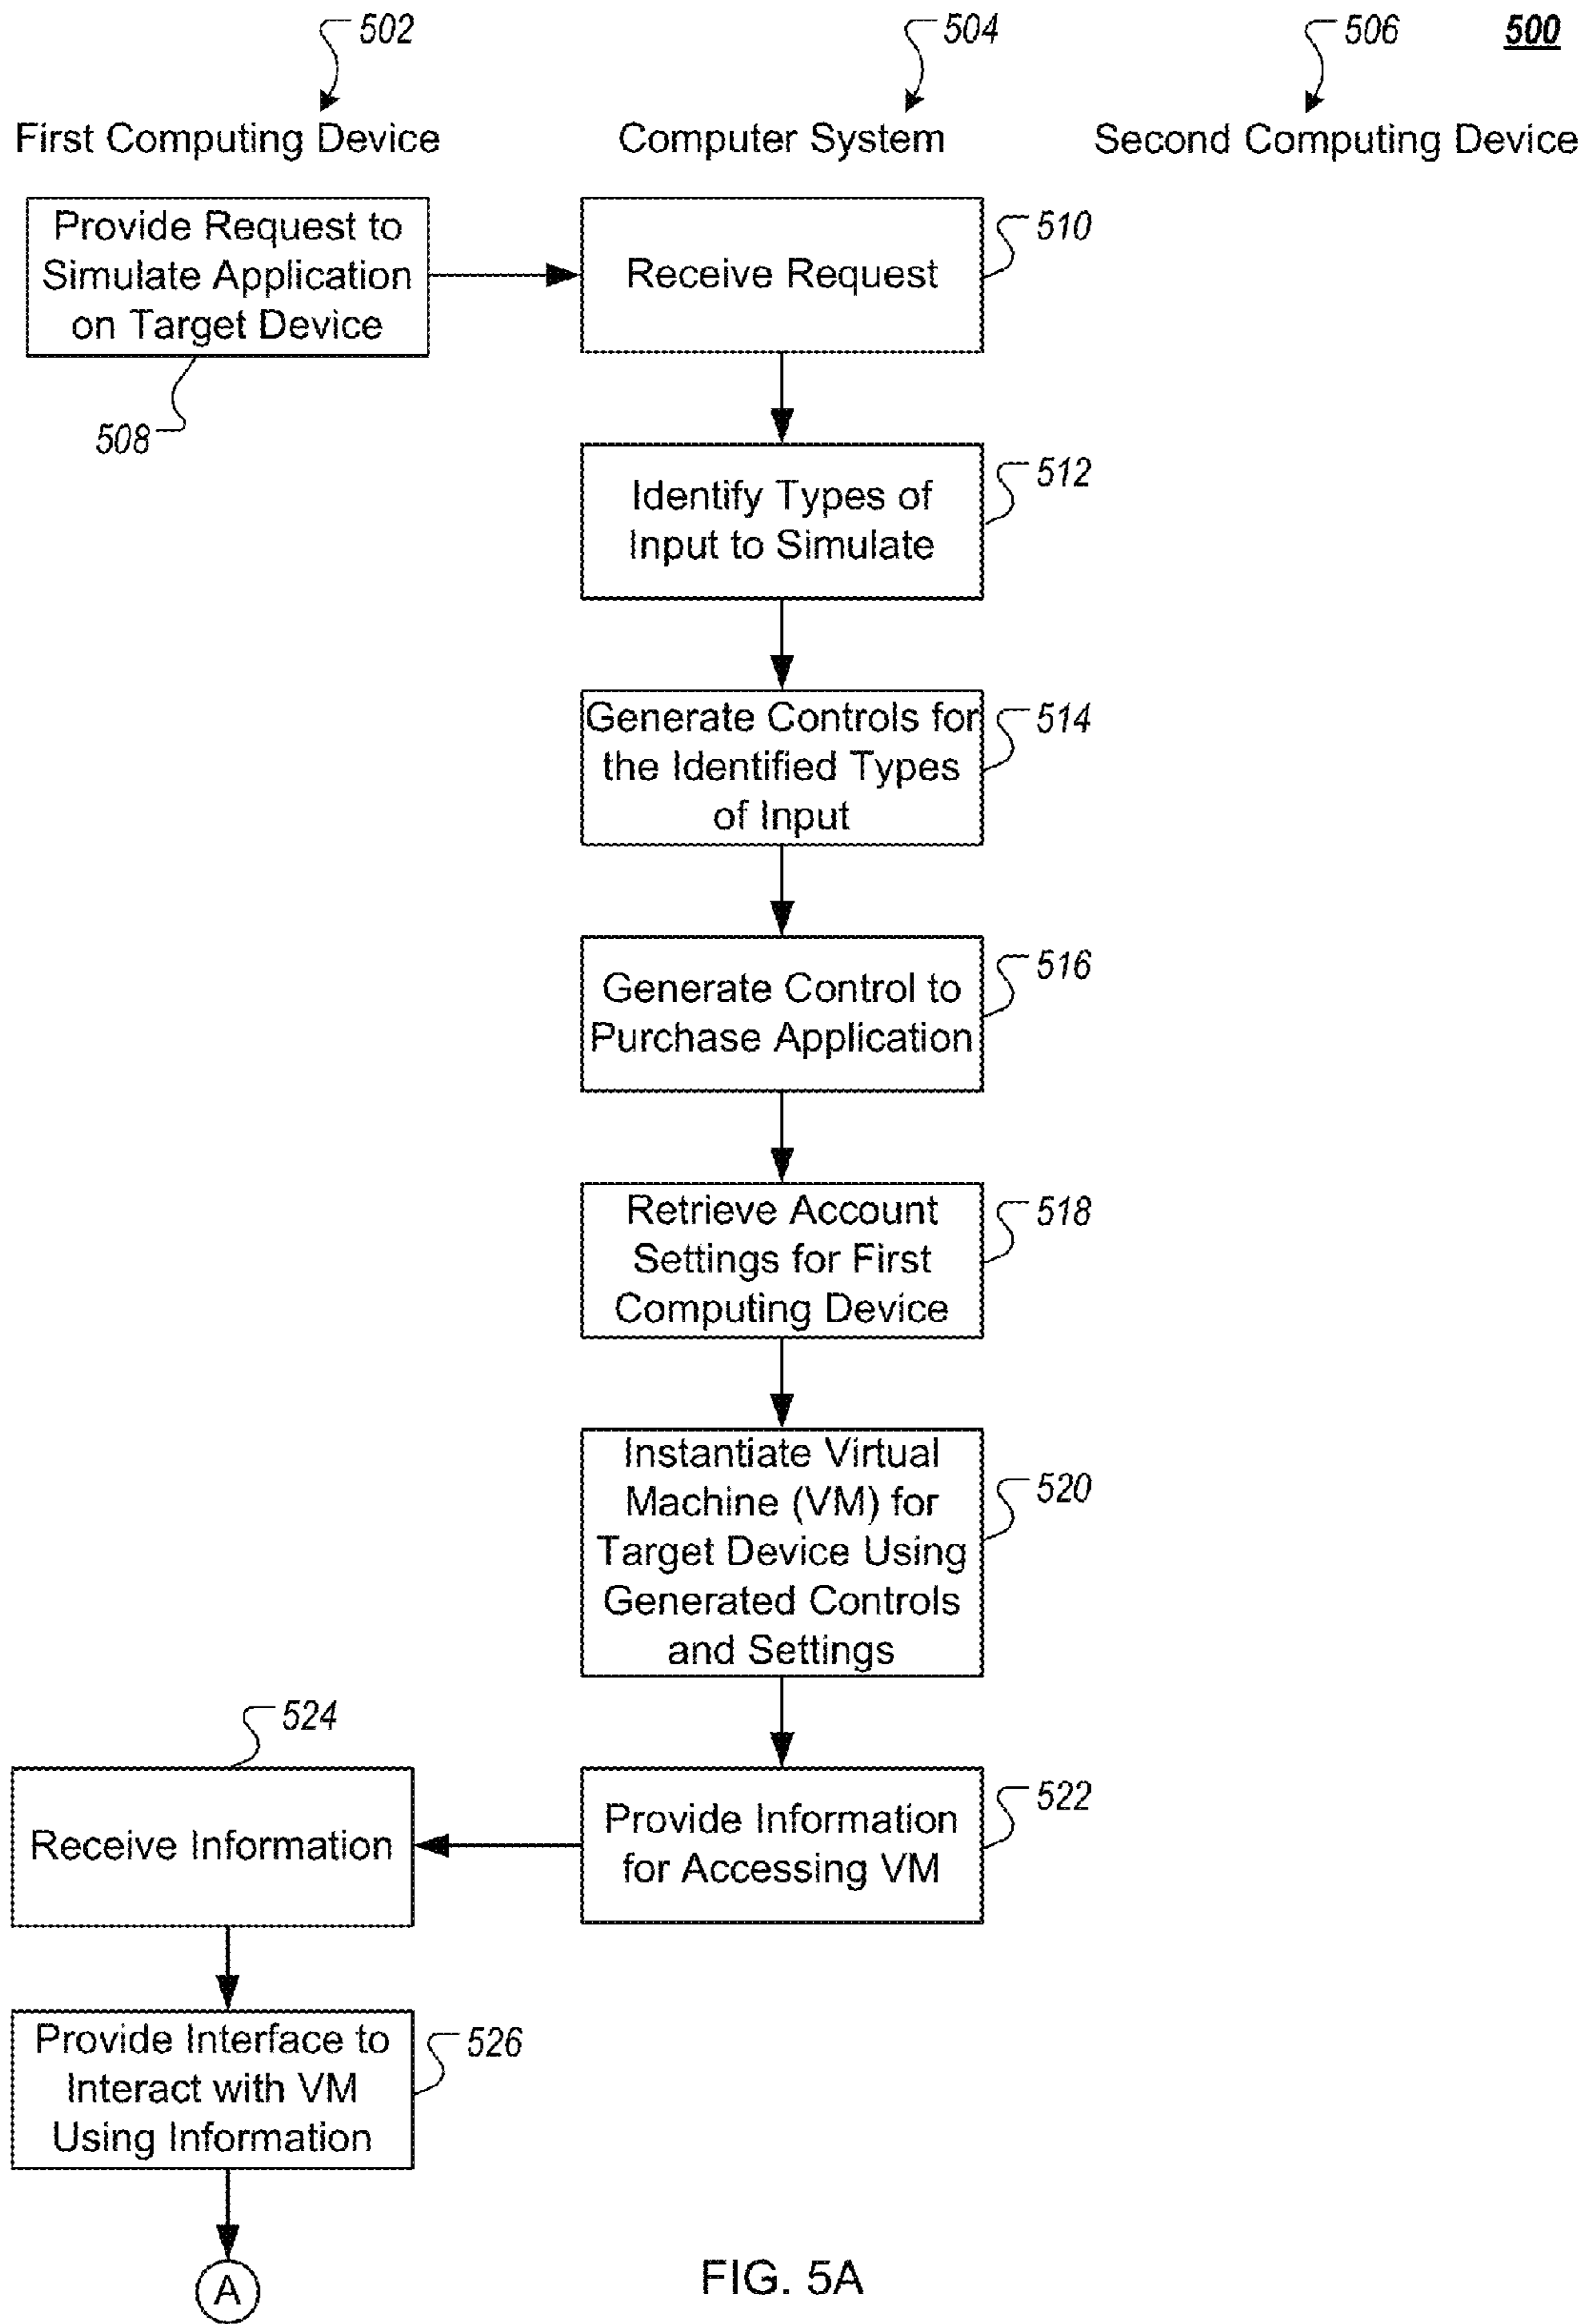 502
504
506
500
First Computing Device
Computer System
Second Computing Device
Provide Request to
Simulate Application
on Target Device
508
Receive Request
510
Identify Types of
Input to Simulate
512
Generate Controls for
the Identified Types
of Input
514
Generate Control to
Purchase Application
516
Retrieve Account
Settings for First
Computing Device
518
Instantiate Virtual
Machine (VM) for
Target Device Using
Generated Controls
and Settings
520
Provide Information
for Accessing VM
522
524
Receive Information
Provide Interface to
Interact with VM
Using Information
526
A
FIG. 5A